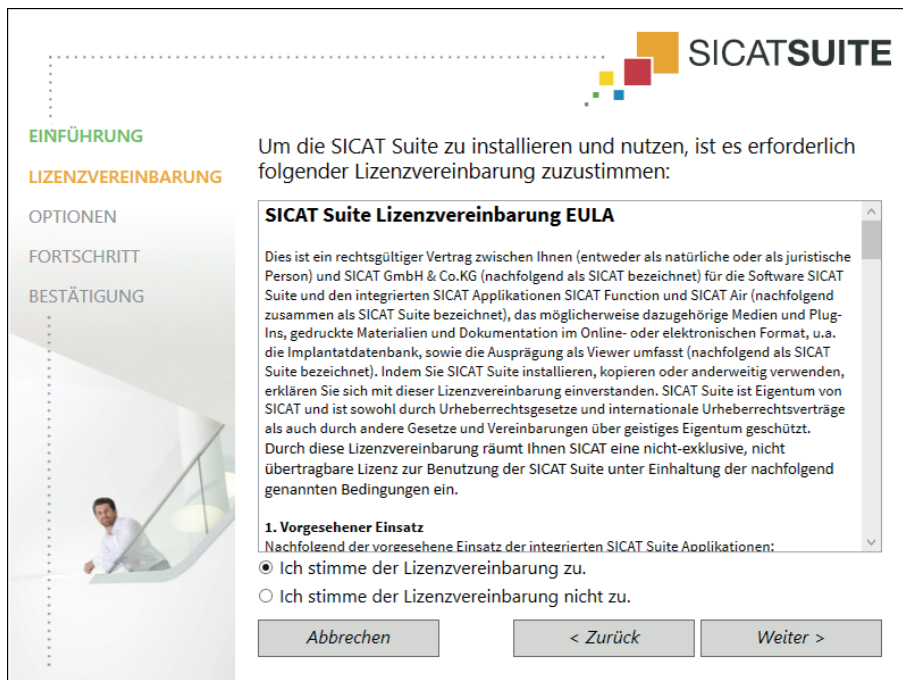 SICATSUITE
EINFÜHRUNG
LIZENZVEREINBARUNG
OPTIONEN
FORTSCHRITT
BESTÄTIGUNG
Um die SICAT Suite zu installieren und nutzen, ist es erforderlich
folgender Lizenzvereinbarung zuzustimmen:
SICAT Suite Lizenzvereinbarung EULA
Dies ist ein rechtsgültiger Vertrag zwischen Ihnen (entweder als natürliche oder als juristische
Person) und SICAT GmbH & Co.KG (nachfolgend als SICAT bezeichnet) für die Software SICAT
Suite und den integrierten SICAT Applikationen SICAT Function und SICAT Air (nachfolgend
zusammen als SICAT Suite bezeichnet), das möglicherweise dazugehörige Medien und Plug-
Ins, gedruckte Materialien und Dokumentation im Online- oder elektronischen Format, u.a.
die Implantatdatenbank, sowie die Ausprägung als Viewer umfasst (nachfolgend als SICAT
Suite bezeichnet). Indem Sie SICAT Suite installieren, kopieren oder anderweitig verwenden,
erklären Sie sich mit dieser Lizenzvereinbarung einverstanden. SICAT Suite ist Eigentum von
SICAT und ist sowohl durch Urheberrechtsgesetze und internationale Urheberrechtsverträge
als auch durch andere Gesetze und Vereinbarungen über geistiges Eigentum geschützt.
Durch diese Lizenzvereinbarung räumt Ihnen SICAT eine nicht-exklusive, nicht
übertragbare Lizenz zur Benutzung der SICAT Suite unter Einhaltung der nachfolgend
genannten Bedingungen ein.
1. Vorgesehener Einsatz
Nachfolgend der vorgesehene Einsatz der integrierten SICAT Suite Applikationen:
Ich stimme der Lizenzvereinbarung zu.
Ich stimme der Lizenzvereinbarung nicht zu.
Abbrechen
< Zurück
Weiter >